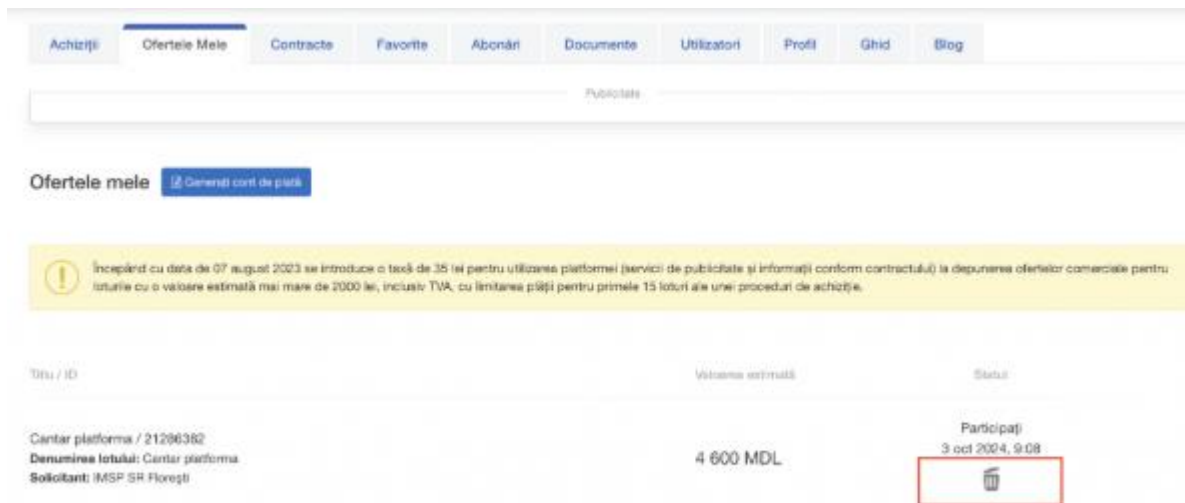 Achiziții Ofertele Mele Contracte Favorite Abonări Documente Utilizatori Profil Ghid Blog
Publicitate
Ofertele mele Generați cont de plată
Începând cu data de 07 august 2023 se introduce o taxă de 35 lei pentru utilizarea platformei (servicii de publicitate și informații conform contractului) la depunerea ofertelor comerciale pentru
loturile cu o valoare estimată mai mare de 2000 lei, inclusiv TVA, cu limitarea plății pentru primele 15 loturi ale unei proceduri de achiziție.
Titlu / ID Valoarea estimată Statut
Cantar platforma / 21286382
Denumirea lotului: Cantar platforma
Solicitant: IMSP SR Florești
4 600 MDL
Participați
3 oct 2024, 9:08